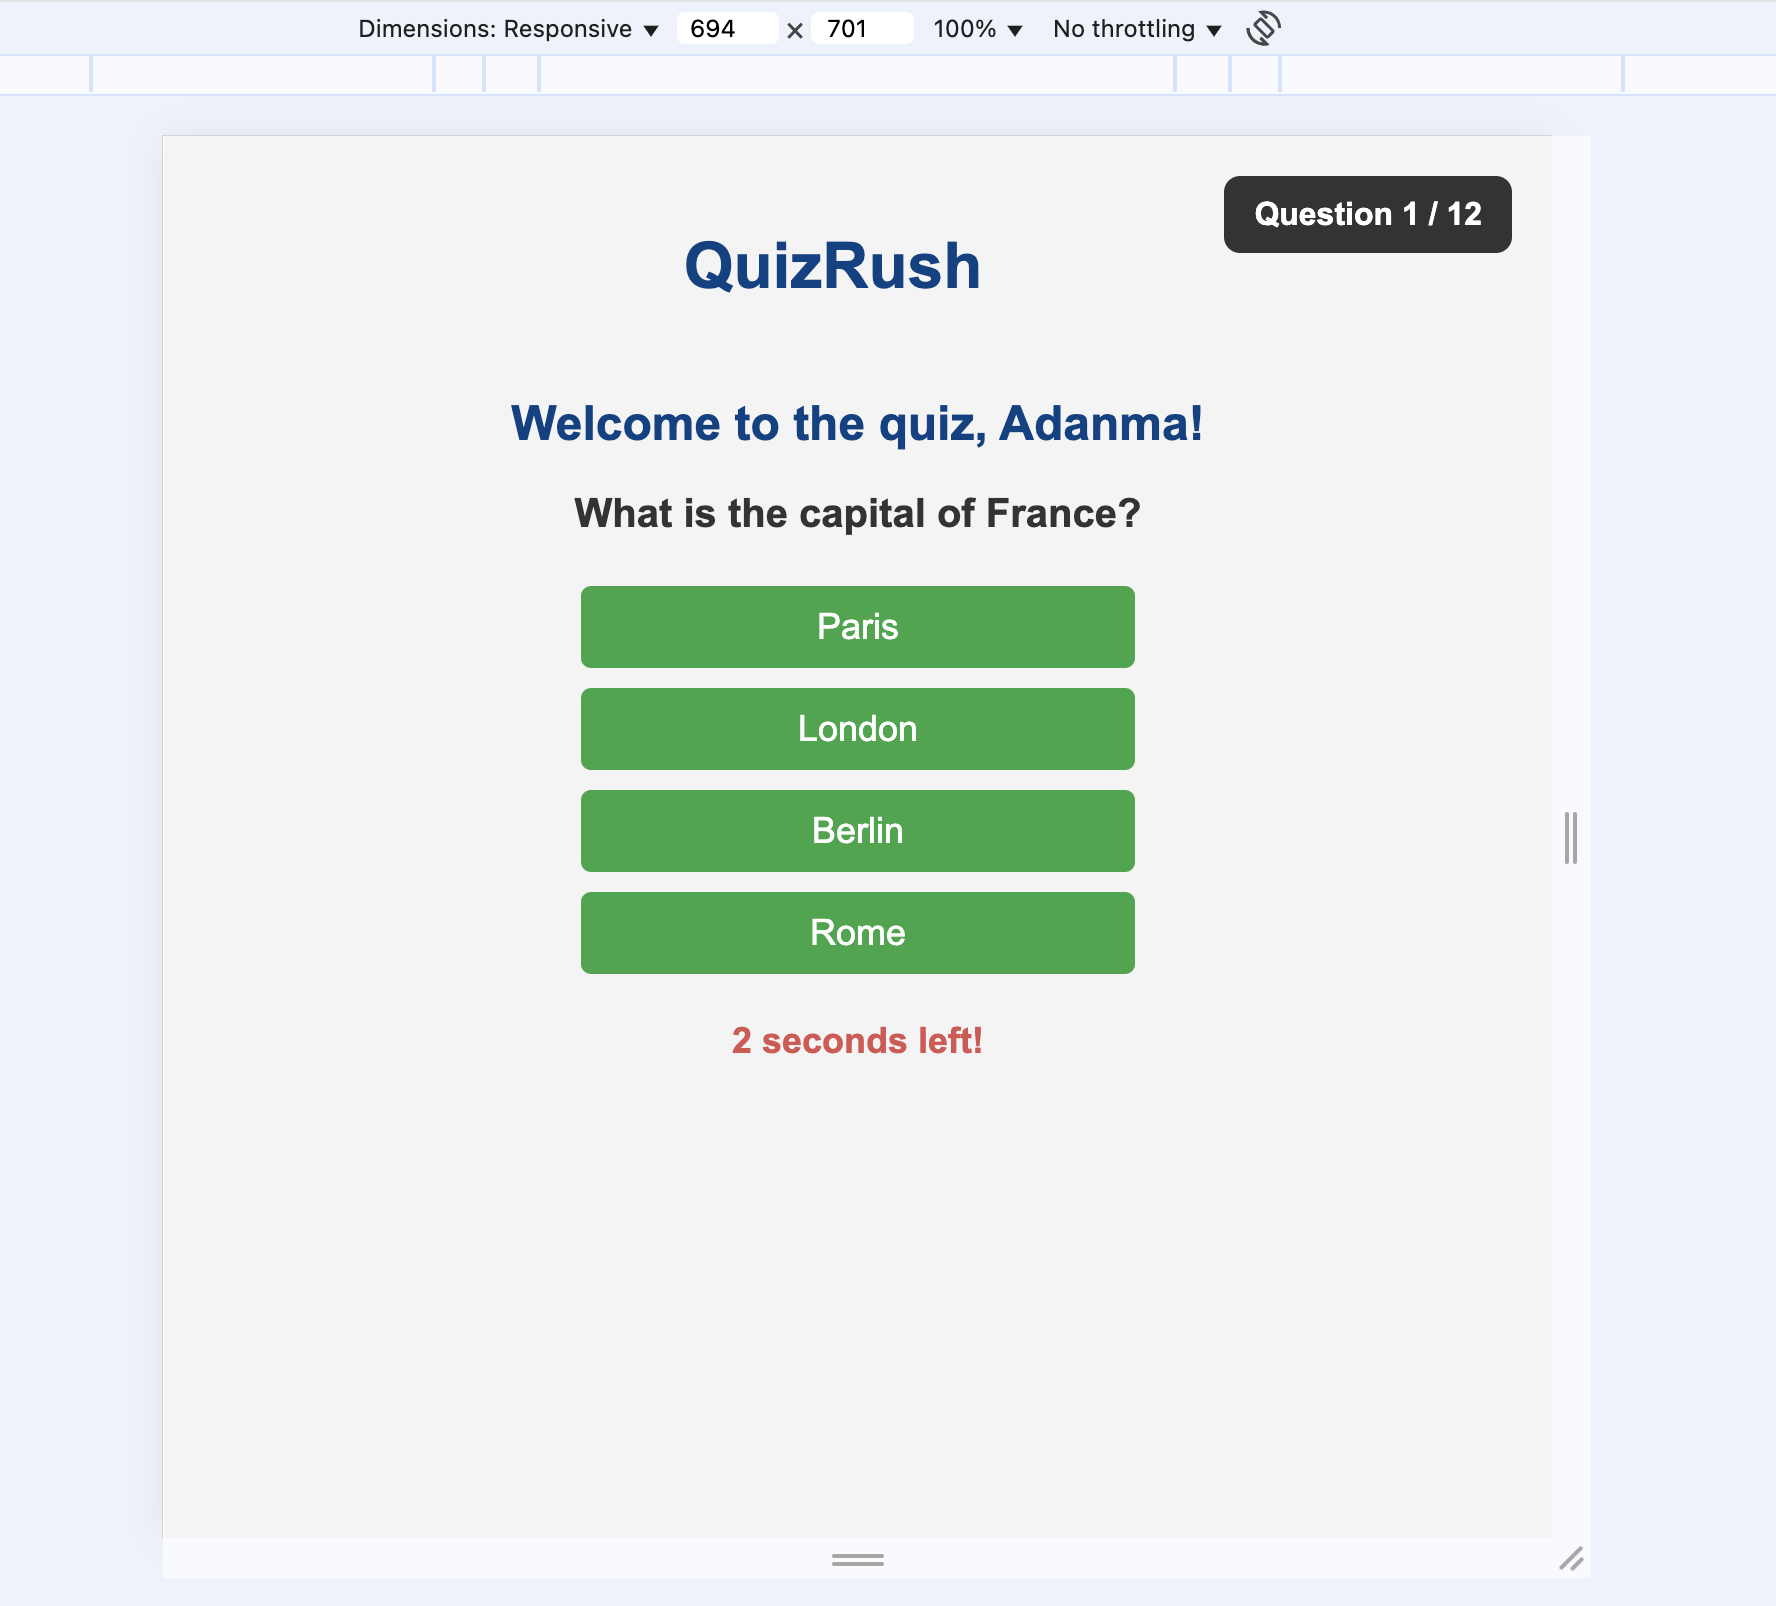 Dimensions: Responsive ▼ 694 × 701 100% ▼ No throttling ▼
Question 1 / 12
QuizRush
Welcome to the quiz, Adanma!
What is the capital of France?
Paris
London
Berlin
Rome
2 seconds left!